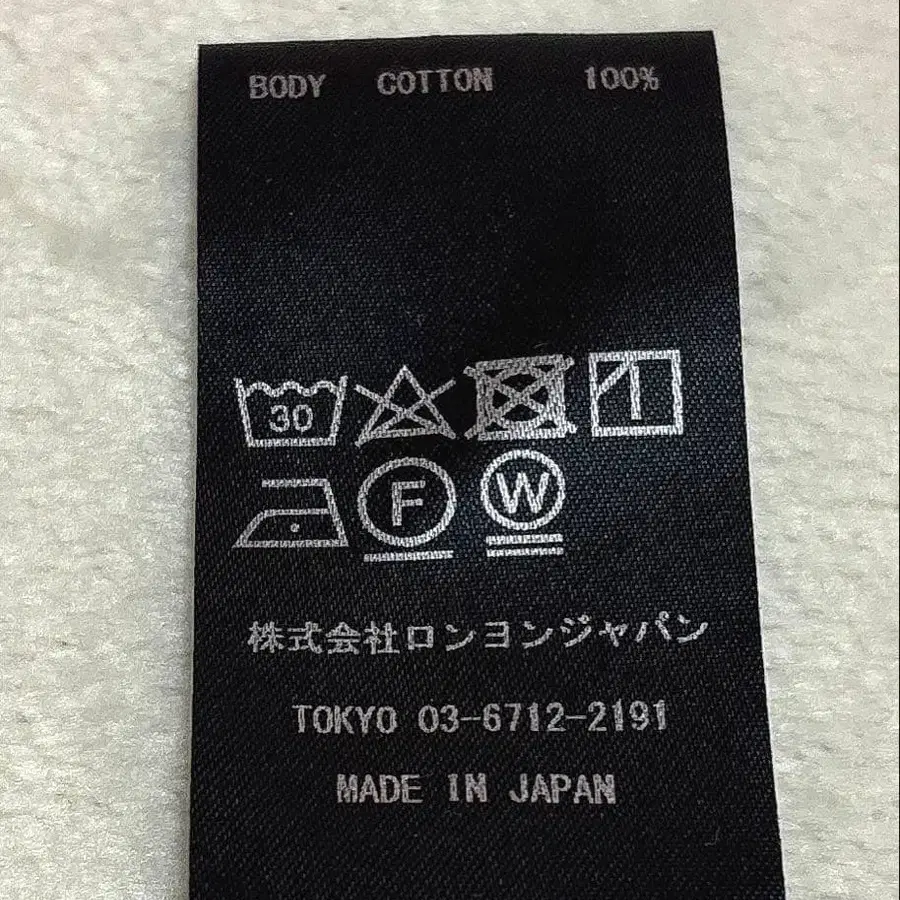 BODY COTTON 100%
30
F W
株式会社ロンヨンジャパン
TOKYO 03-6712-2191
MADE IN JAPAN